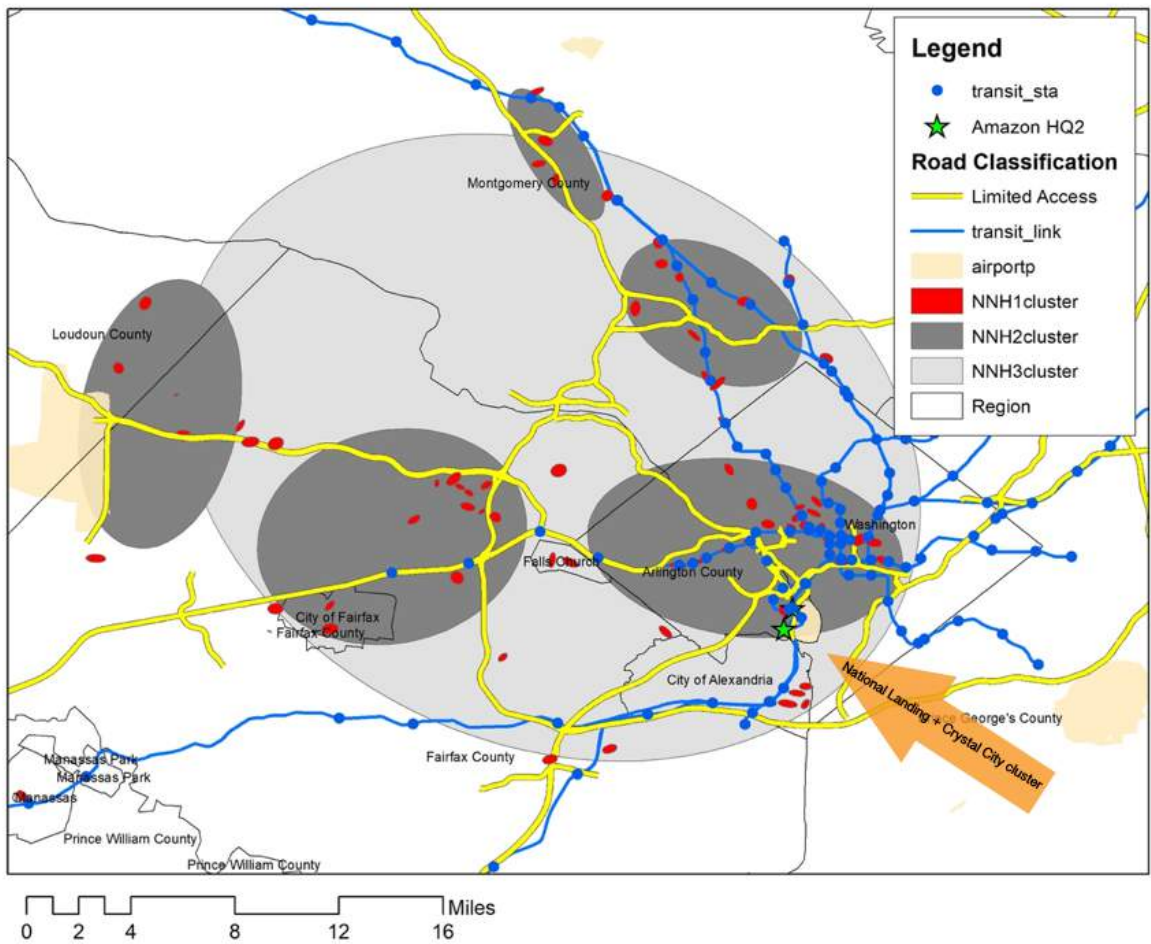 Legend
transit_sta
Amazon HQ2
Road Classification
Limited Access
transit_link
airportp
NNH1cluster
NNH2cluster
NNH3cluster
Region
Montgomery County
Loudoun County
Washington
Falls Church
Arlington County
City of Fairfax
Fairfax County
City of Alexandria
National Landing + Crystal City cluster
George's County
Fairfax County
Manassas Park
Manassas Park
Manassas
Prince William County
Prince William County
0 2 4 8 12 16 Miles